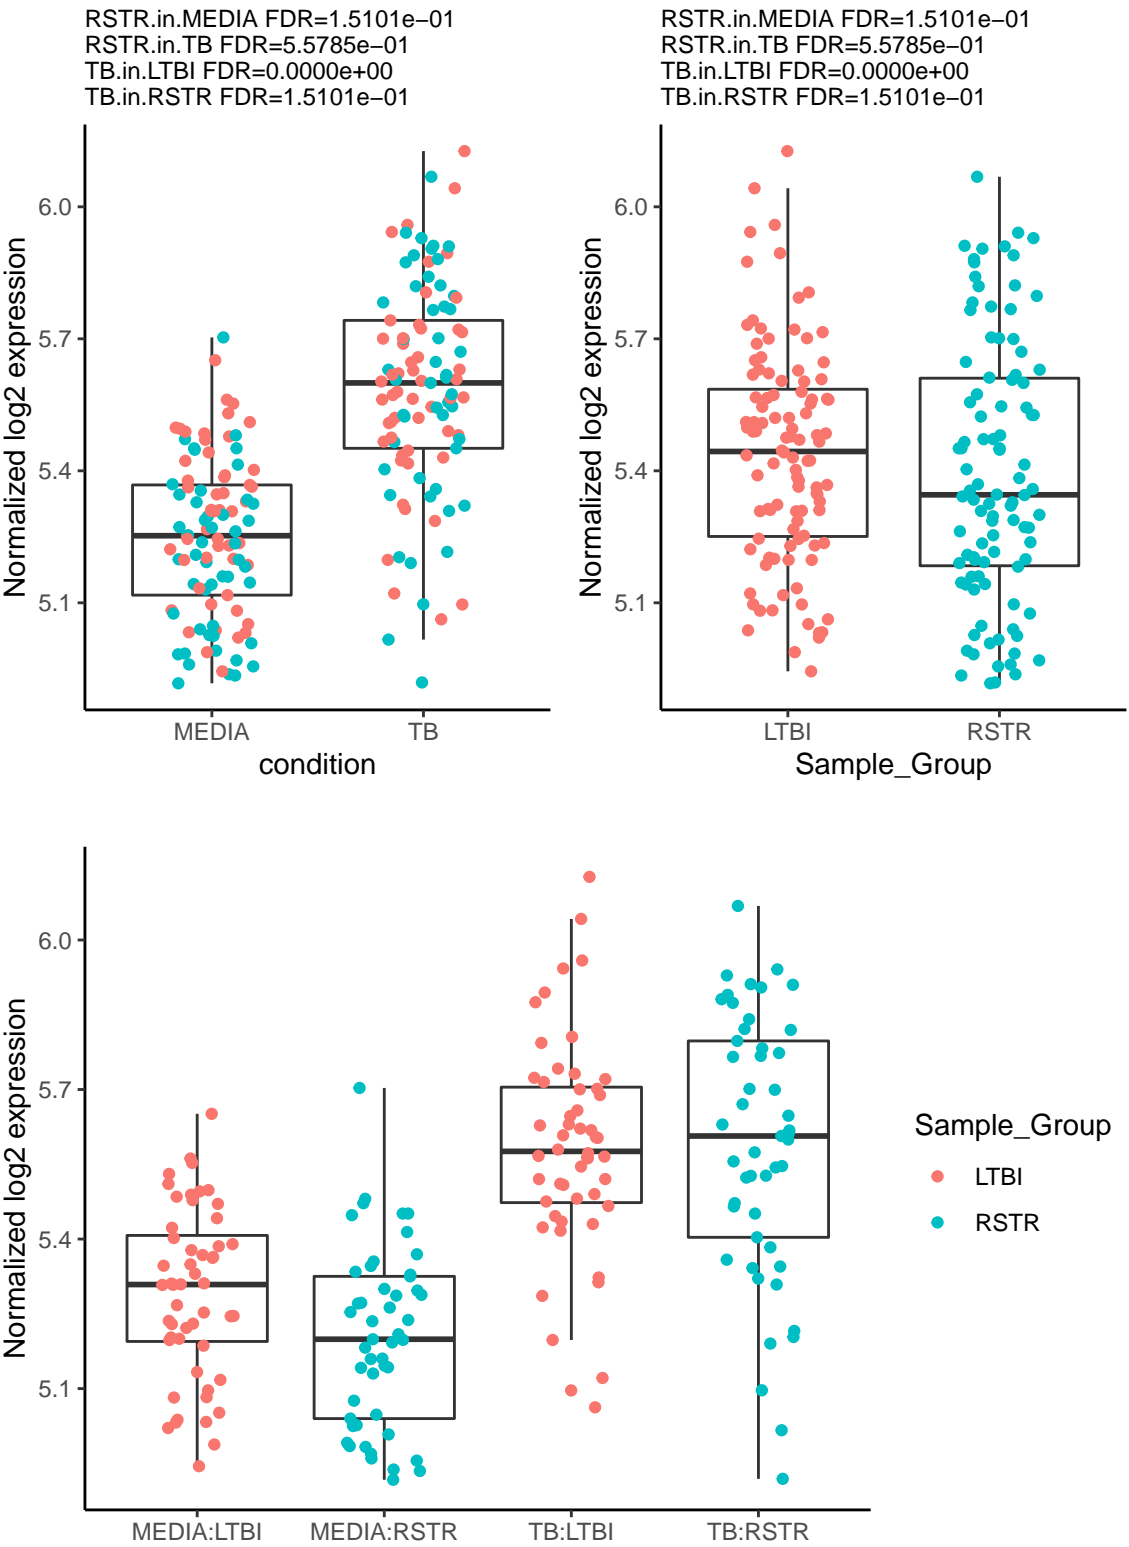 RSTR.in.MEDIA FDR=1.5101e−01
RSTR.in.TB FDR=5.5785e−01
TB.in.LTBI FDR=0.0000e+00
TB.in.RSTR FDR=1.5101e−01
Normalized log2 expression
6.0
5.7
5.4
5.1
MEDIA TB
condition
RSTR.in.MEDIA FDR=1.5101e−01
RSTR.in.TB FDR=5.5785e−01
TB.in.LTBI FDR=0.0000e+00
TB.in.RSTR FDR=1.5101e−01
Normalized log2 expression
6.0
5.7
5.4
5.1
LTBI RSTR
Sample_Group
Normalized log2 expression
6.0
5.7
5.4
5.1
MEDIA:LTBI MEDIA:RSTR TB:LTBI TB:RSTR
Sample_Group
LTBI
RSTR